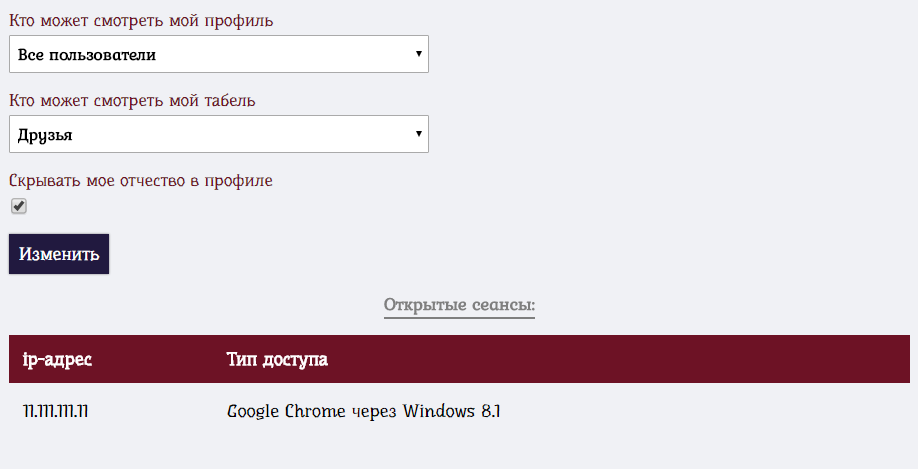 Кто может смотреть мой профиль
Все пользователи
Кто может смотреть мой табель
Друзья
Скрывать мое отчество в профиле
Изменить
Открытые сеансы:
ip-адрес Тип доступа
11.111.111.11 Google Chrome через Windows 8.1